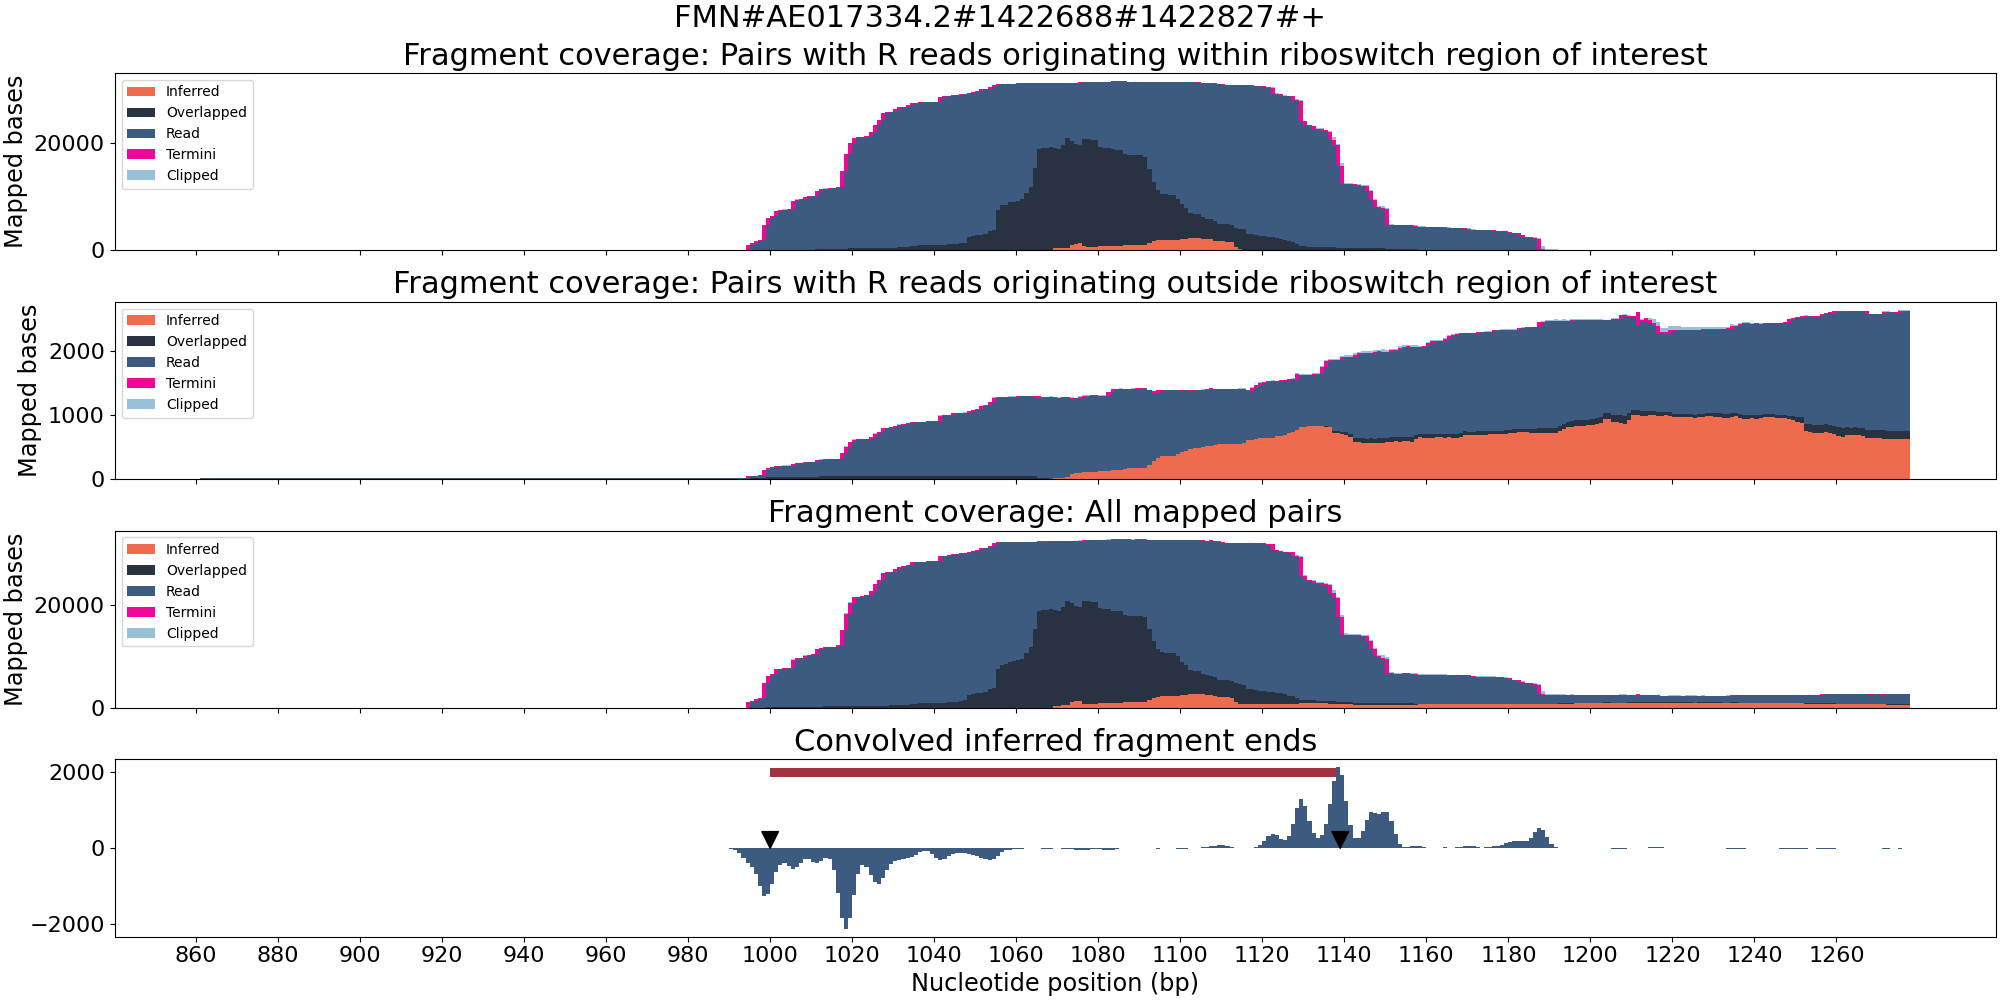 FMN#AE017334.2#1422688#1422827#+
Fragment coverage: Pairs with R reads originating within riboswitch region of interest
Mapped bases
20000
0
Inferred
Overlapped
Read
Termini
Clipped
Fragment coverage: Pairs with R reads originating outside riboswitch region of interest
Mapped bases
2000
1000
0
Inferred
Overlapped
Read
Termini
Clipped
Fragment coverage: All mapped pairs
Mapped bases
20000
0
Inferred
Overlapped
Read
Termini
Clipped
Convolved inferred fragment ends
2000
0
−2000
860 880 900 920 940 960 980 1000 1020 1040 1060 1080 1100 1120 1140 1160 1180 1200 1220 1240 1260
Nucleotide position (bp)